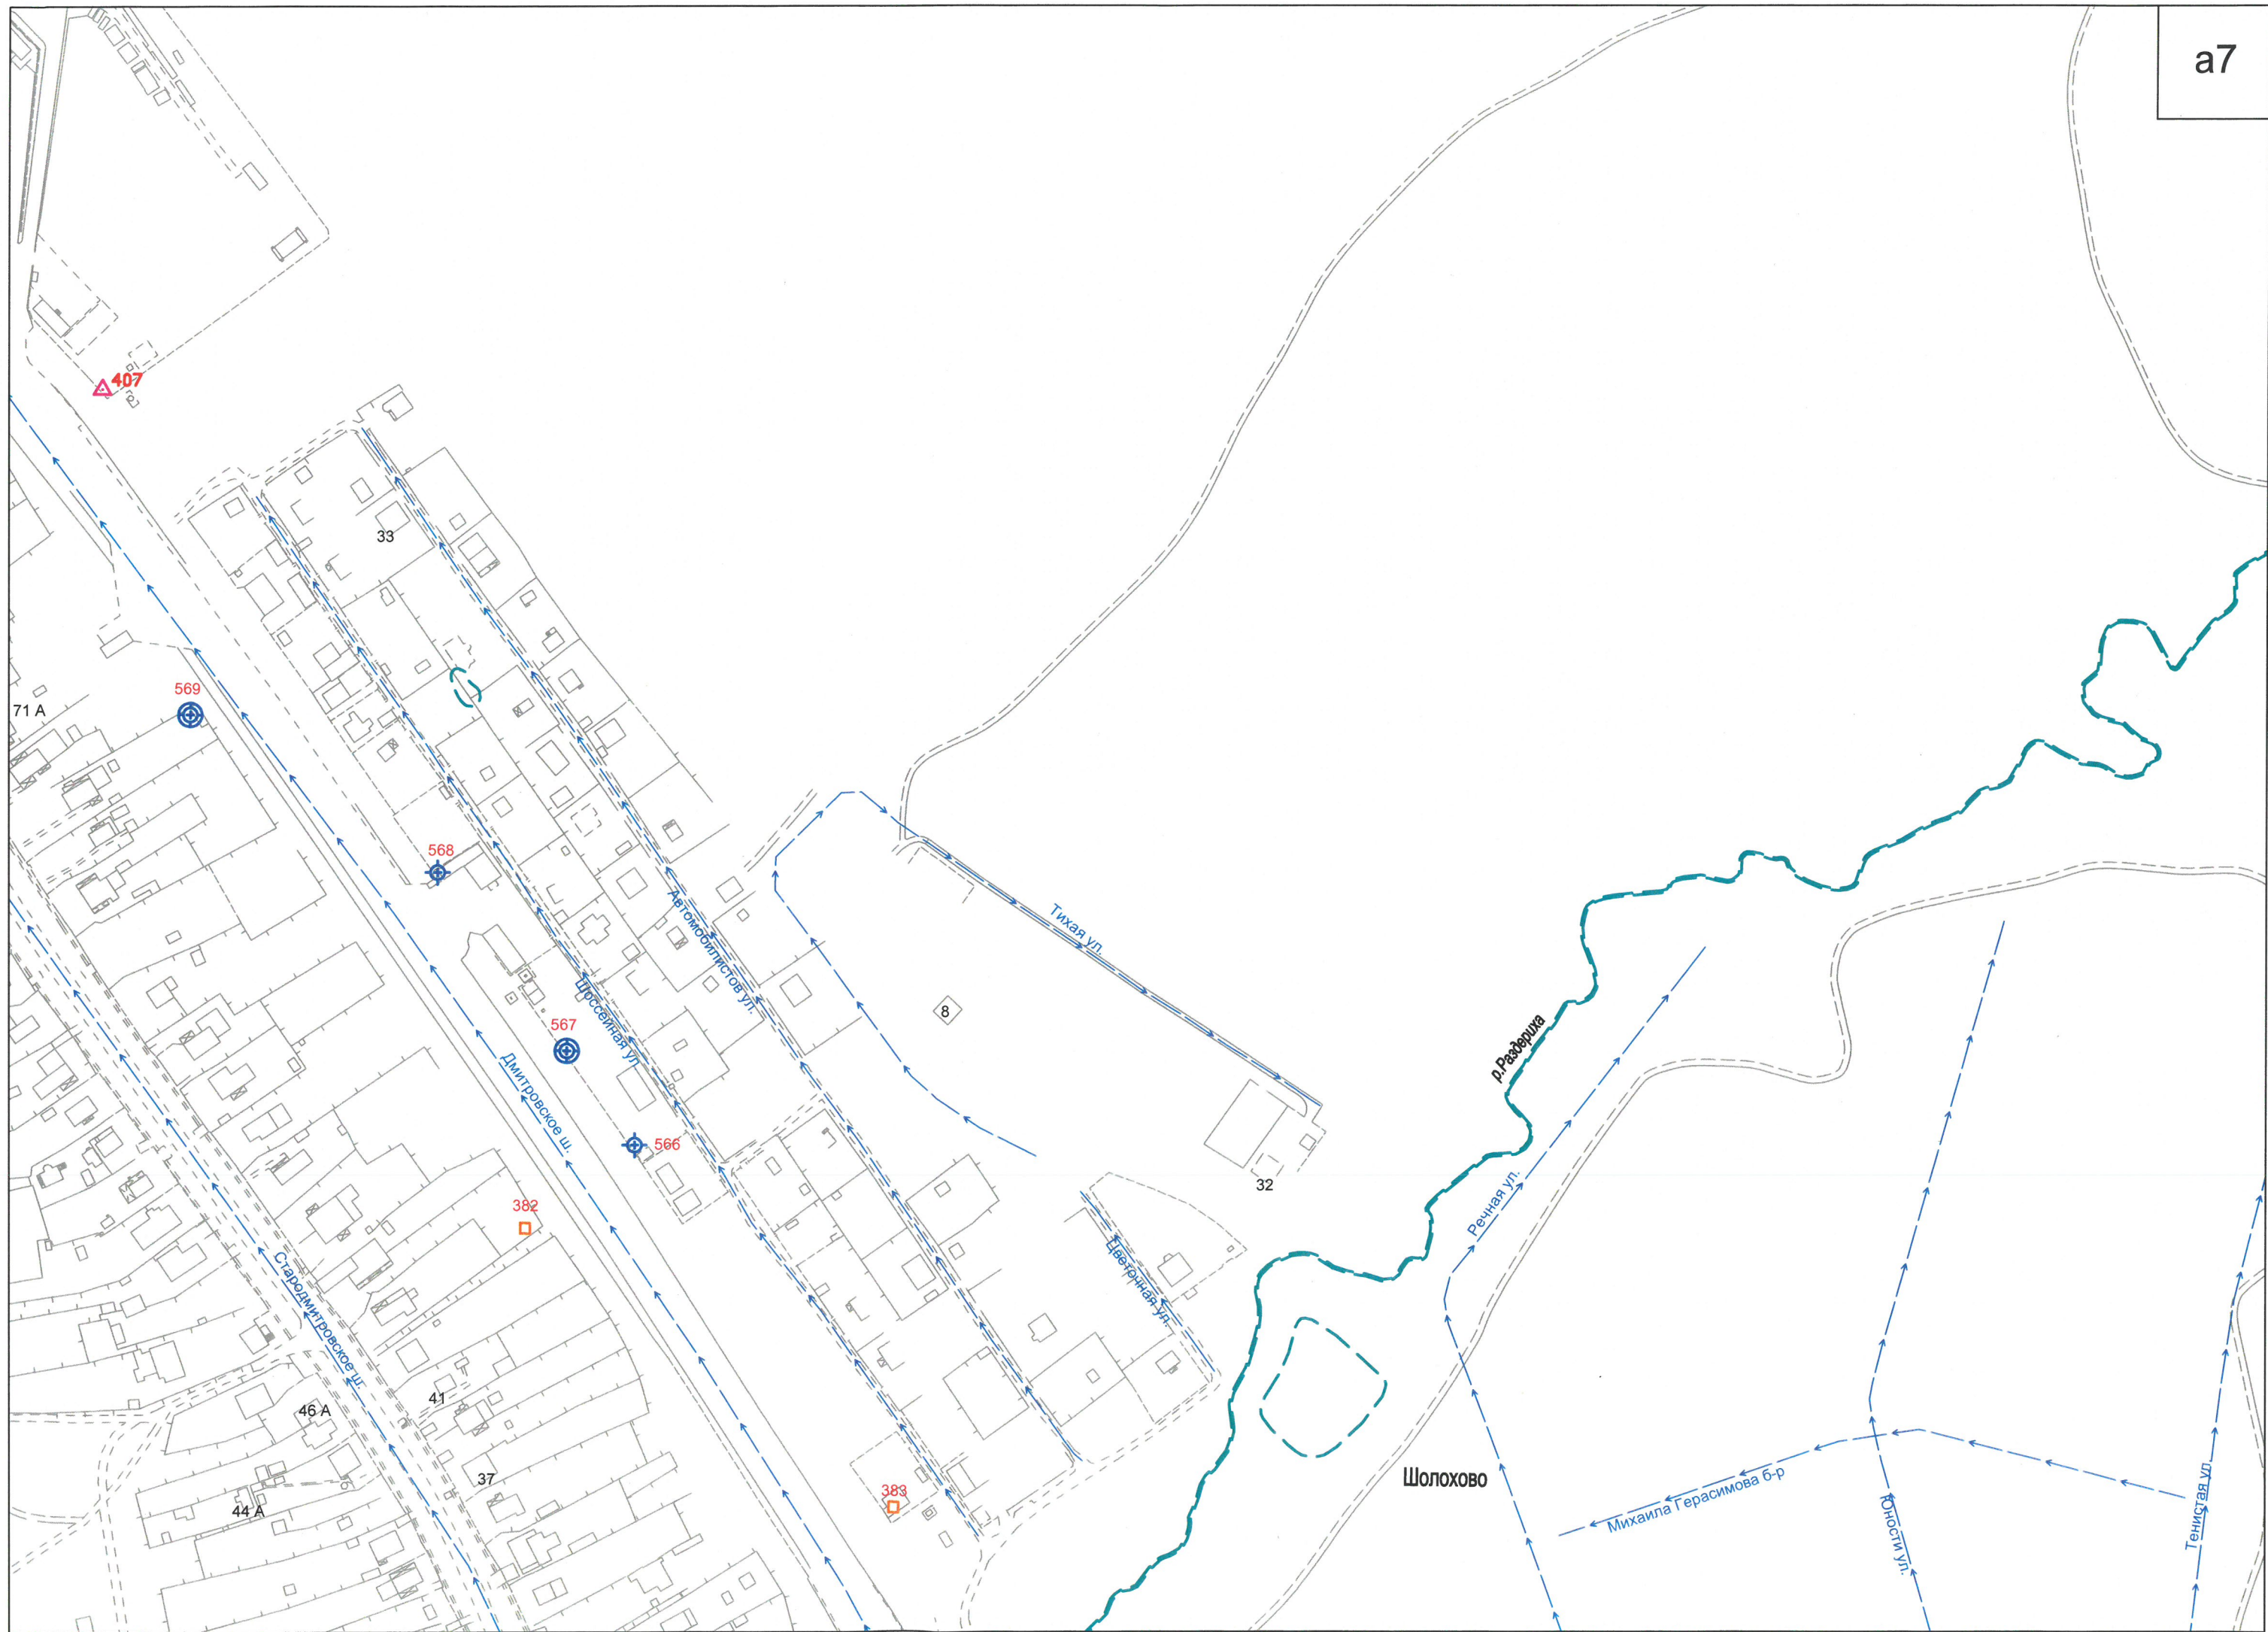 а7
407
33
569
71 А
568
Автомобилистов ул.
Тихая ул.
Шоссейная ул.
8
567
р.Раздериха
Дмитровское ш.
566
32
Речная ул.
382
Цветочная ул.
Стародмитровское ш.
41
46 А
37
Шолохово
383
44 А
Михаила Герасимова б-р
Юности ул.
Тенистая ул.